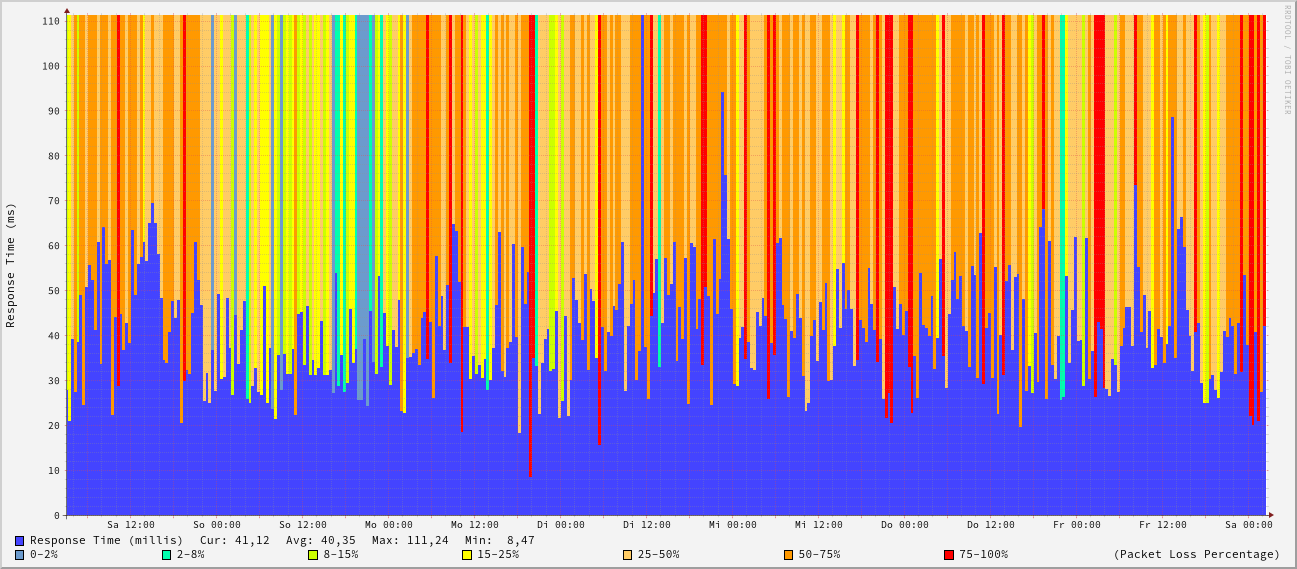 RRDTOOL / TOBI OETIKER
Response Time (ms)
110
100
90
80
70
60
50
40
30
20
10
0
Sa 12:00 So 00:00 So 12:00 Mo 00:00 Mo 12:00 Di 00:00 Di 12:00 Mi 00:00 Mi 12:00 Do 00:00 Do 12:00 Fr 00:00 Fr 12:00 Sa 00:00
Response Time (millis) Cur: 41,12 Avg: 40,35 Max: 111,24 Min: 8,47
0-2% 2-8% 8-15% 15-25% 25-50% 50-75% 75-100% (Packet Loss Percentage)